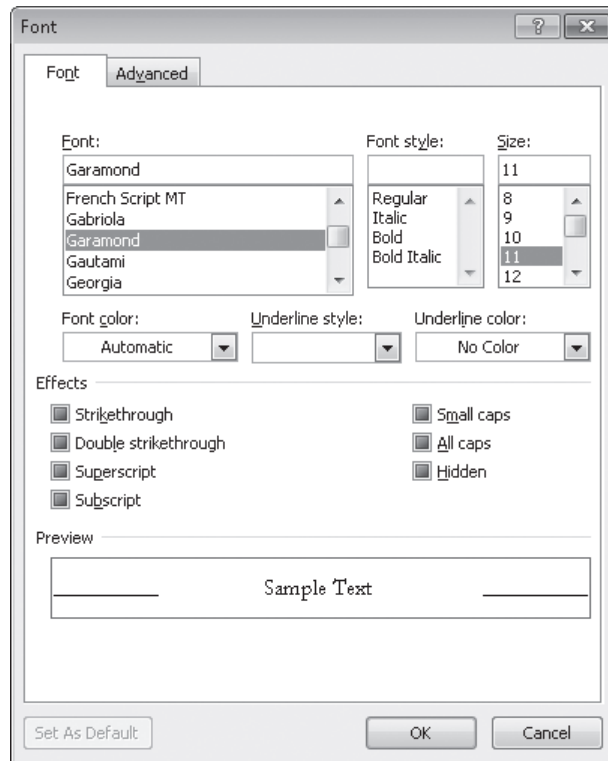 Font
Font Advanced
Font: Font style: Size:
Garamond 11
French Script MT Regular 8
Gabriola Italic 9
Garamond Bold 10
Gautami Bold Italic 11
Georgia 12
Font color: Underline style: Underline color:
Automatic No Color
Effects
Strikethrough Small caps
Double strikethrough All caps
Superscript Hidden
Subscript
Preview
Sample Text
Set As Default OK Cancel